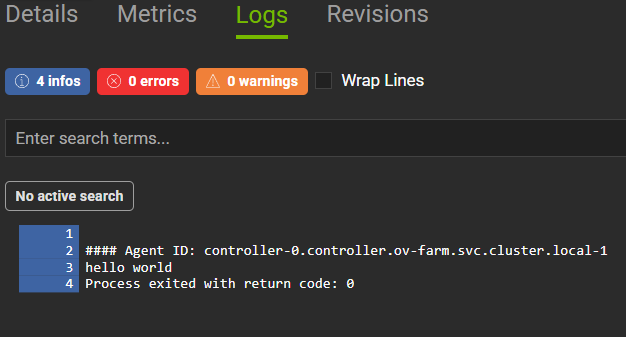 Details Metrics Logs Revisions
4 infos 0 errors 0 warnings Wrap Lines
Enter search terms...
No active search
1
2 #### Agent ID: controller-0.controller.ov-farm.svc.cluster.local-1
3 hello world
4 Process exited with return code: 0